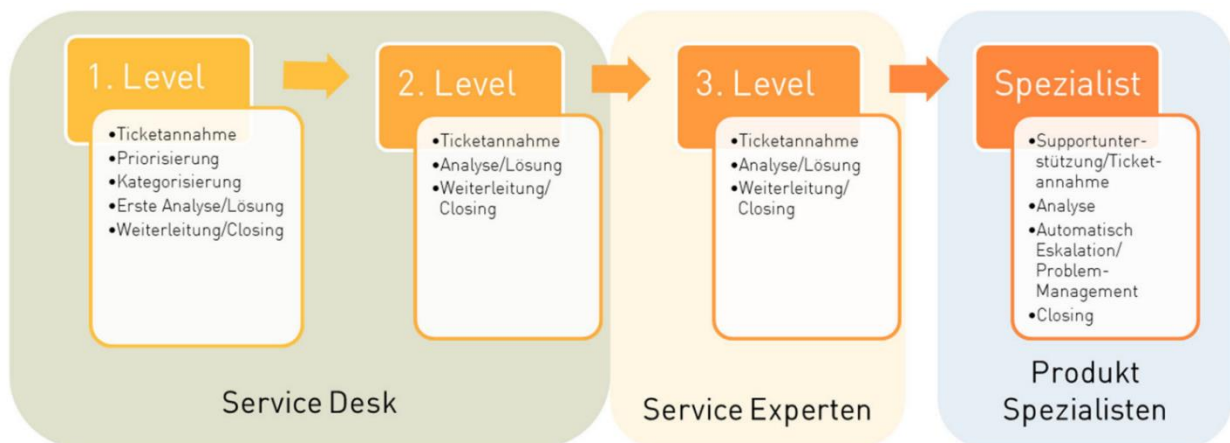 1. Level
•Ticketannahme
•Priorisierung
•Kategorisierung
•Erste Analyse/Lösung
•Weiterleitung/Closing
2. Level
•Ticketannahme
•Analyse/Lösung
•Weiterleitung/
Closing
Service Desk
3. Level
•Ticketannahme
•Analyse/Lösung
•Weiterleitung/
Closing
Service Experten
Spezialist
•Supportunter-
stützung/Ticket-
annahme
•Analyse
•Automatisch
Eskalation/
Problem-
Management
•Closing
Produkt
Spezialisten